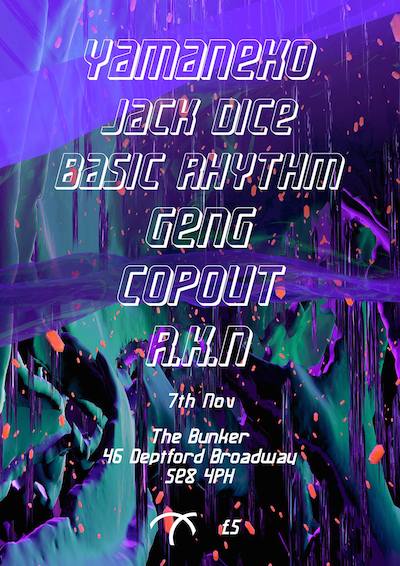 Yamaneko
Jack Dice
Basic Rhythm
Geng
Copout
R.K.N
7th Nov
The Bunker
46 Deptford Broadway
SE8 4PH
£5